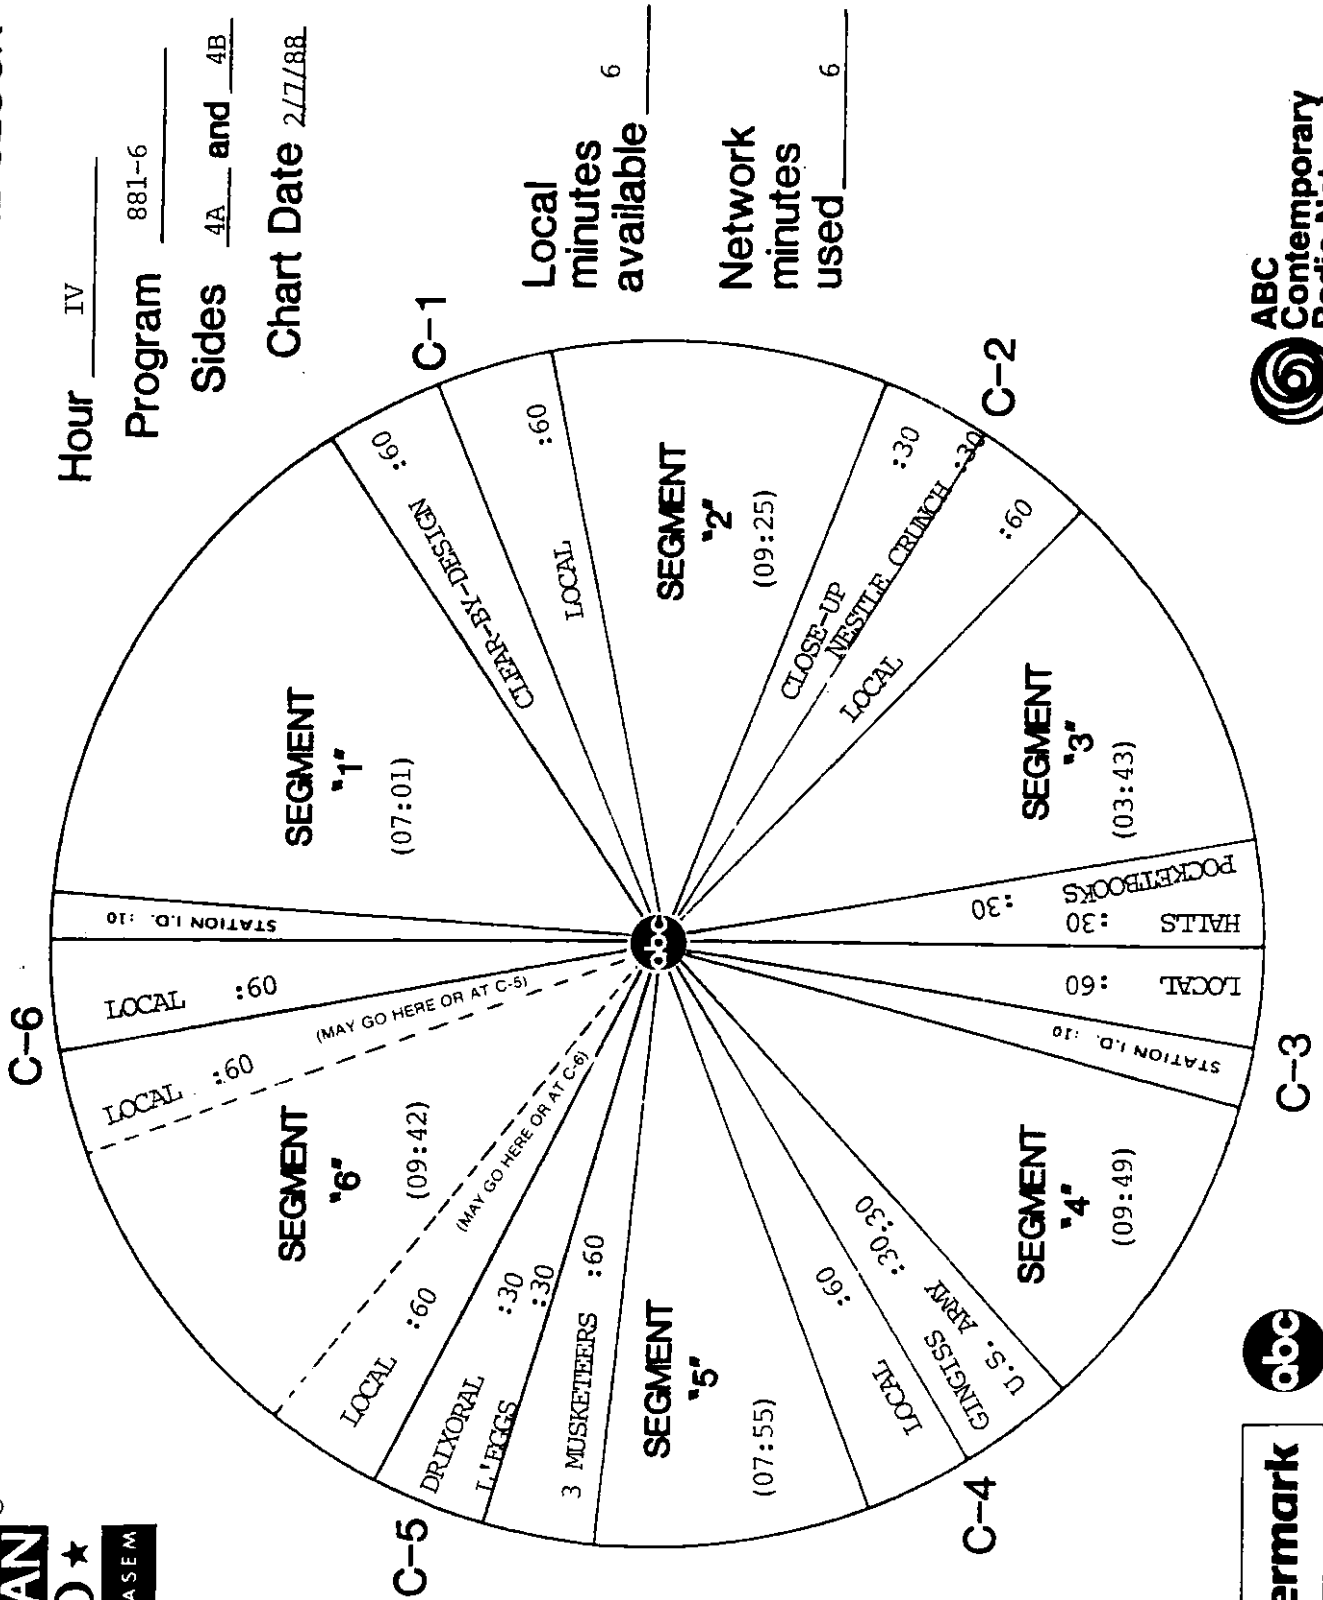 Hour IV
Program 881-6
Sides 4A and 4B
Chart Date 2/7/88
Local
minutes
available 6
Network
minutes
used 6
C-1
CLEAR-BY-DESIGN :60
LOCAL :60
SEGMENT
"1"
(07:01)
SEGMENT
"2"
(09:25)
C-2
CLOSE-UP :30
NESTLE CRUNCH :30
LOCAL :60
SEGMENT
"3"
(03:43)
POCKETBOOKS :30
HALLS :30
C-3
LOCAL :60
STATION I.D. :10
SEGMENT
"4"
(09:49)
C-4
U.S. ARMY :30
GINGISS :30
LOCAL :60
SEGMENT
"5"
(07:55)
C-5
3 MUSKETEERS :60
L'EGGS :30
DRIXORAL :30
LOCAL :60
(MAY GO HERE OR AT C-6)
SEGMENT
"6"
(09:42)
C-6
LOCAL :60
(MAY GO HERE OR AT C-5)
LOCAL :60
STATION I.D. :10
abc
ABC
Contemporary
abc